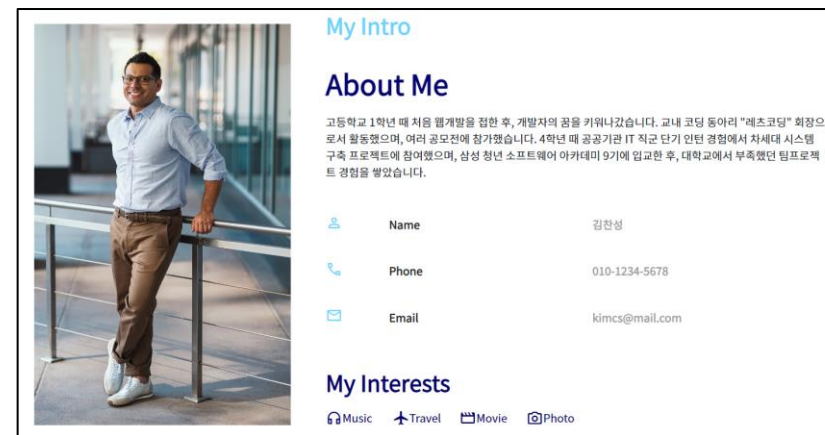 My Intro
About Me
고등학교 1학년 때 처음 웹개발을 접한 후, 개발자의 꿈을 키워나갔습니다. 교내 코딩 동아리 "레츠코딩" 회장으
로서 활동했으며, 여러 공모전에 참가했습니다. 4학년 때 공공기관 IT 직군 단기 인턴 경험에서 차세대 시스템
구축 프로젝트에 참여했으며, 삼성 청년 소프트웨어 아카데미 9기에 입교한 후, 대학교에서 부족했던 팀프로젝
트 경험을 쌓았습니다.
Name 김찬성
Phone 010-1234-5678
Email kimcs@mail.com
My Interests
Music Travel Movie Photo